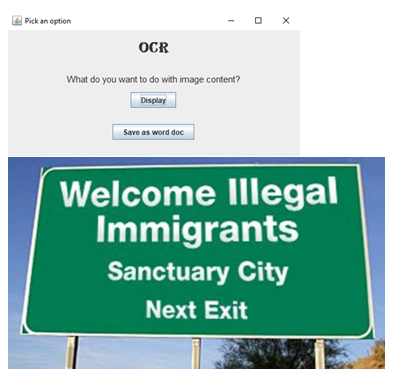 Pick an option
OCR
What do you want to do with image content?
Display
Save as word doc
Welcome Illegal
Immigrants
Sanctuary City
Next Exit